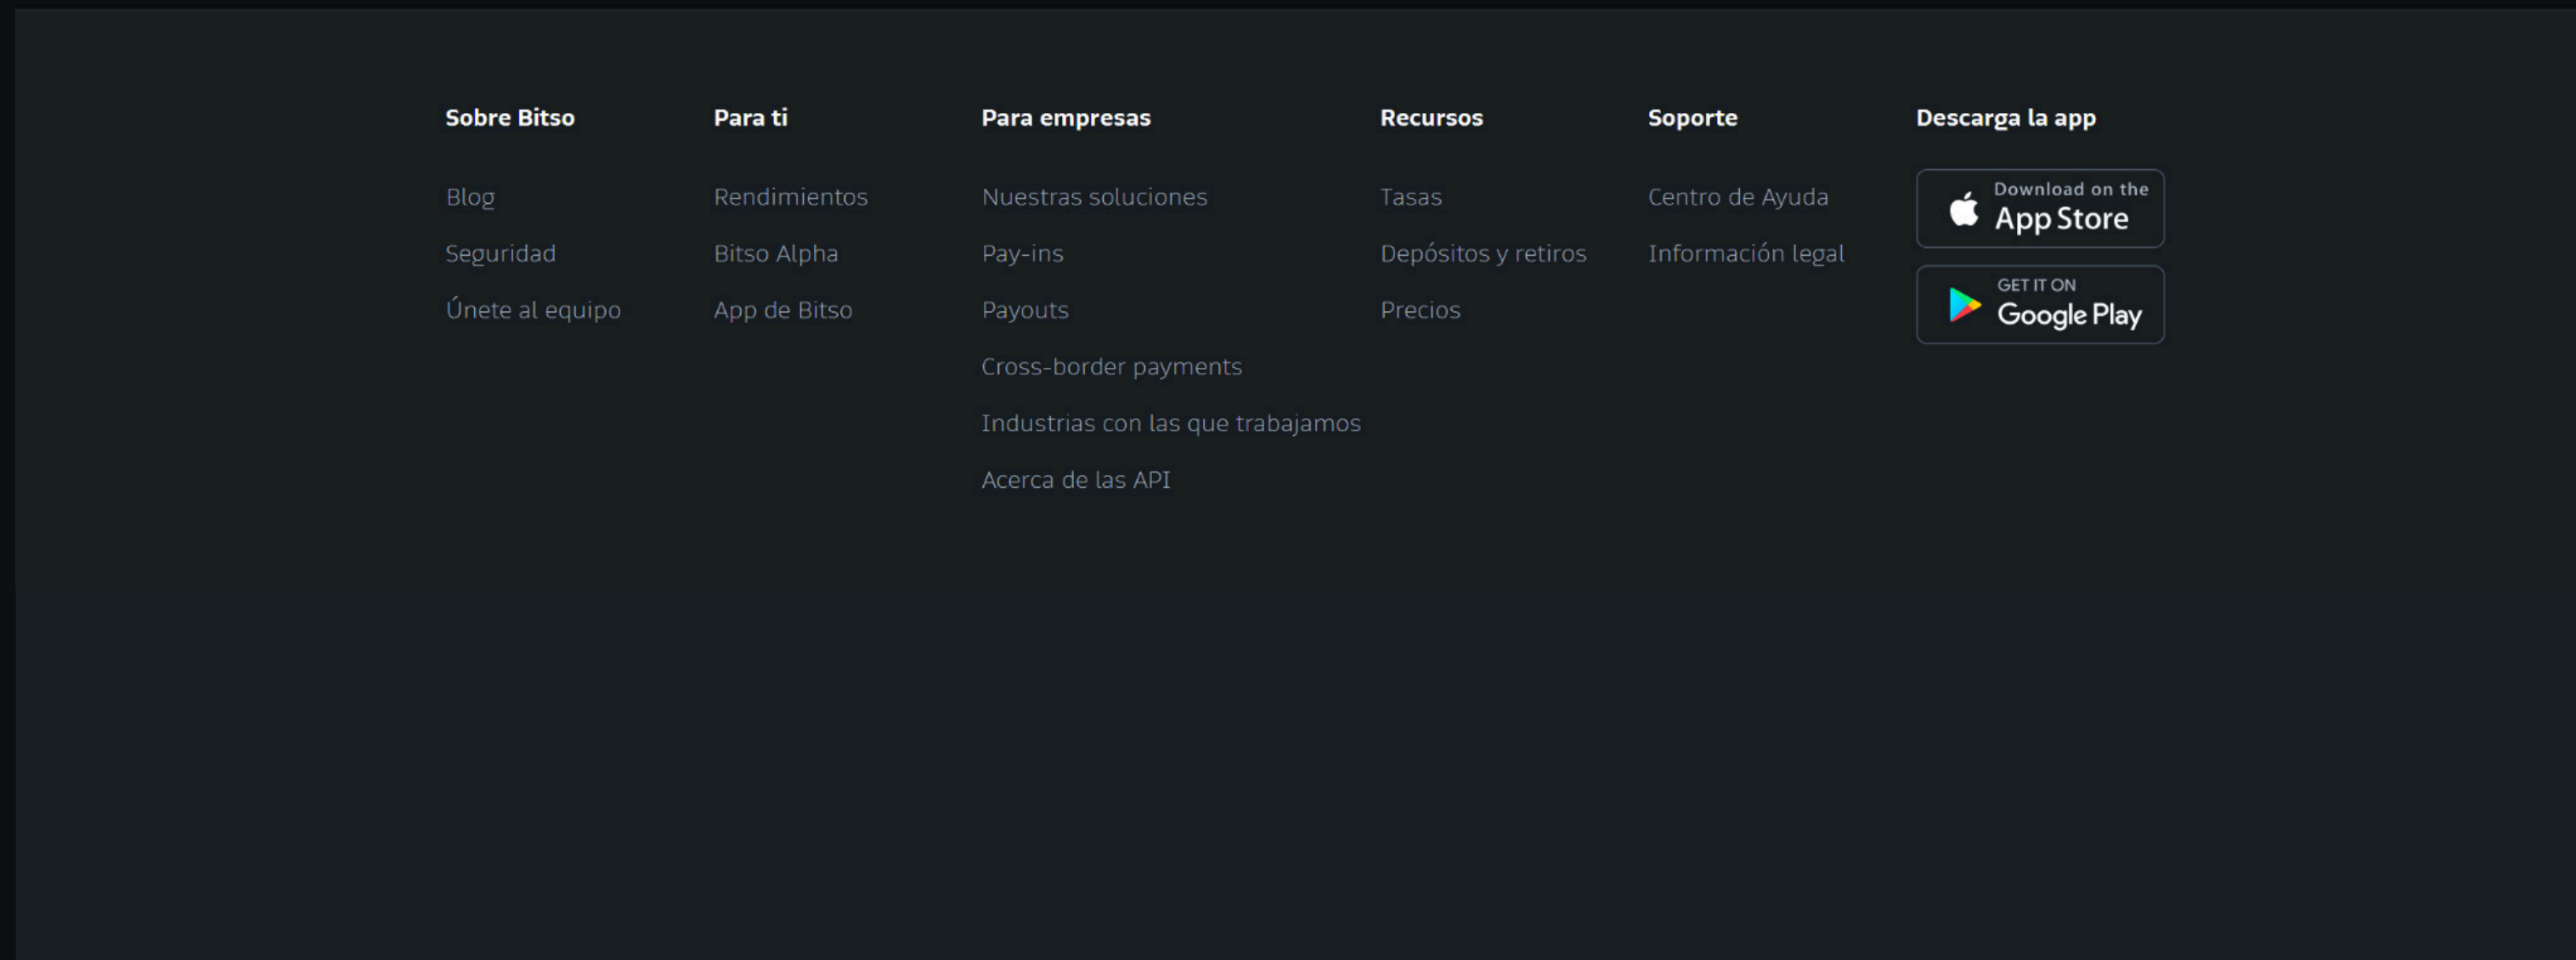 Sobre Bitso
Blog
Seguridad
Únete al equipo
Para ti
Rendimientos
Bitso Alpha
App de Bitso
Para empresas
Nuestras soluciones
Pay-ins
Payouts
Cross-border payments
Industrias con las que trabajamos
Acerca de las API
Recursos
Tasas
Depósitos y retiros
Precios
Soporte
Centro de Ayuda
Información legal
Descarga la app
Download on the
App Store
GET IT ON
Google Play